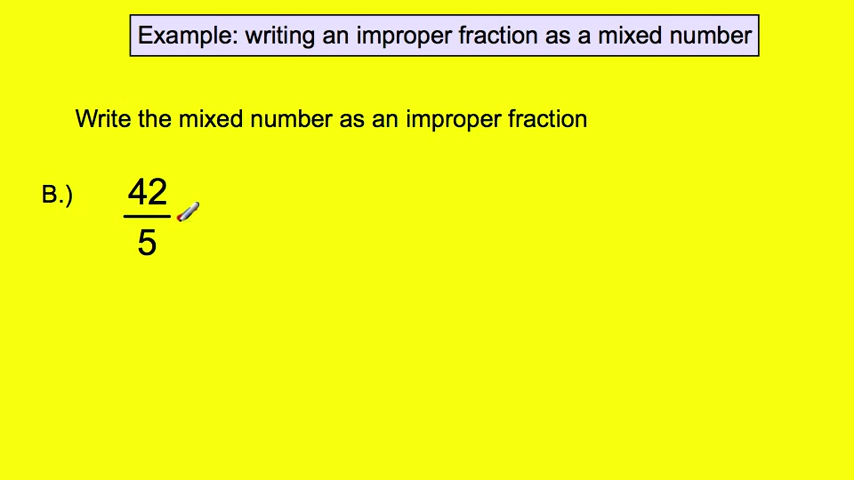 Example: writing an improper fraction as a mixed number
Write the mixed number as an improper fraction
B.)
42
5